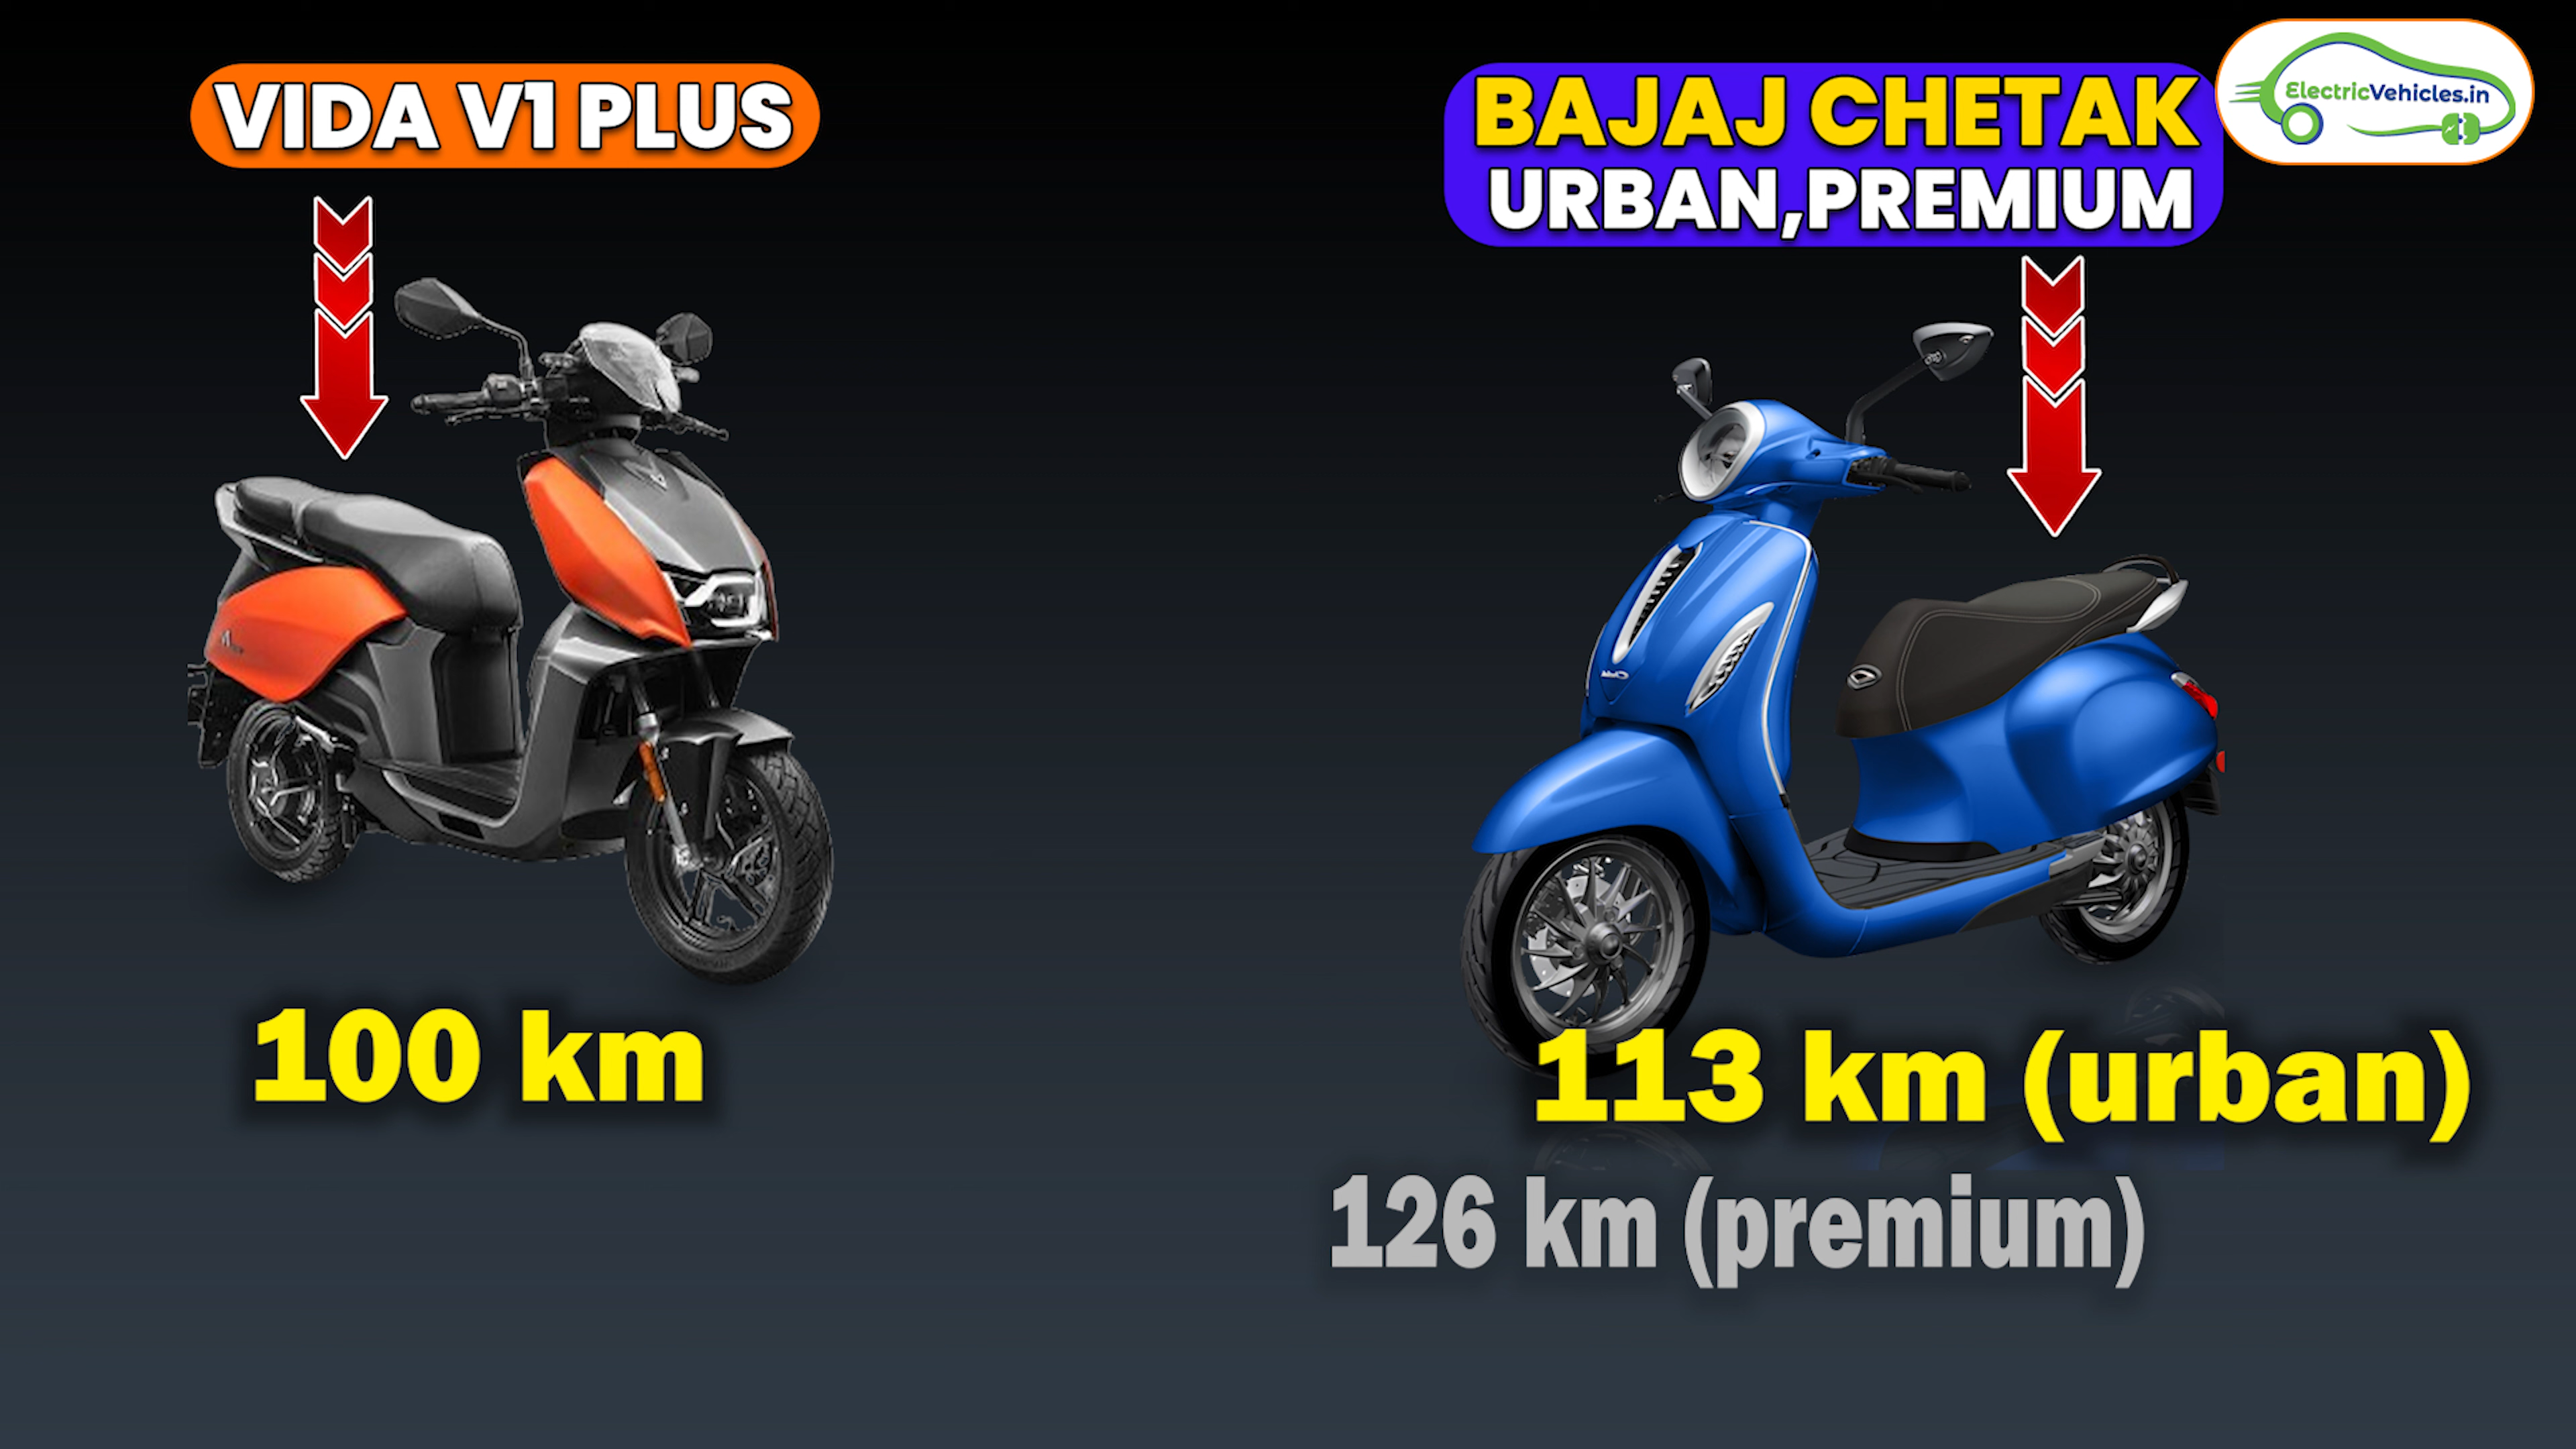 VIDA V1 PLUS
BAJAJ CHETAK
URBAN,PREMIUM
ElectricVehicles.in
100 km
113 km (urban)
126 km (premium)